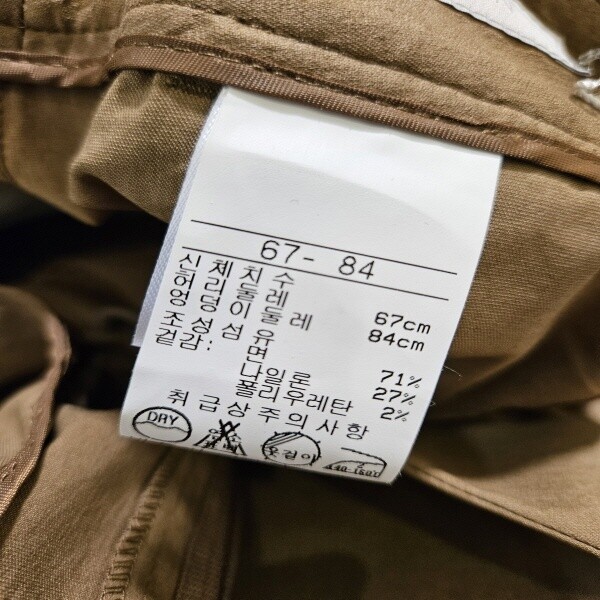 67- 84
신체치수
허리둘레 67cm
엉덩이둘레 84cm
조성섬유
겉감:
면 71%
나일론 27%
폴리우레탄 2%
취급상주의사항
DRY
옷걸이